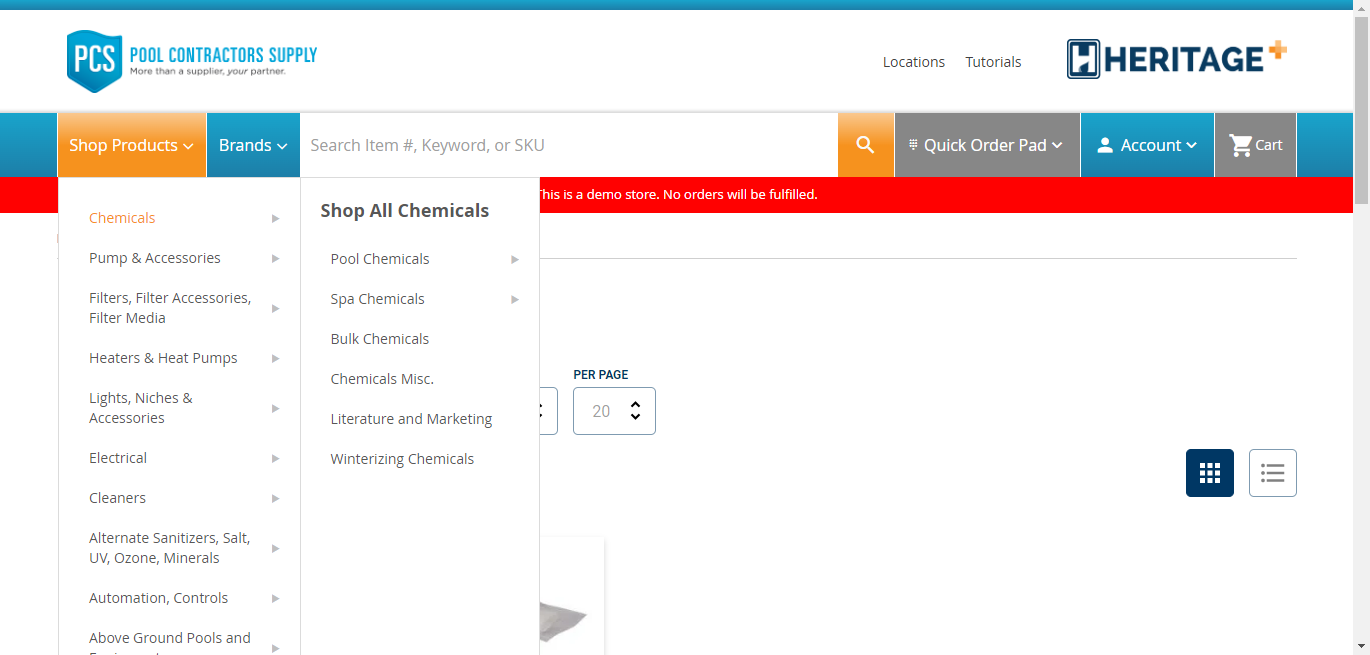 PCS POOL CONTRACTORS SUPPLY
More than a supplier, your partner.
Locations Tutorials
HERITAGE
Shop Products Brands Search Item #, Keyword, or SKU Quick Order Pad Account Cart
This is a demo store. No orders will be fulfilled.
Chemicals
Pump & Accessories
Filters, Filter Accessories,
Filter Media
Heaters & Heat Pumps
Lights, Niches &
Accessories
Electrical
Cleaners
Alternate Sanitizers, Salt,
UV, Ozone, Minerals
Automation, Controls
Above Ground Pools and
Shop All Chemicals
Pool Chemicals
Spa Chemicals
Bulk Chemicals
Chemicals Misc.
Literature and Marketing
Winterizing Chemicals
PER PAGE
20